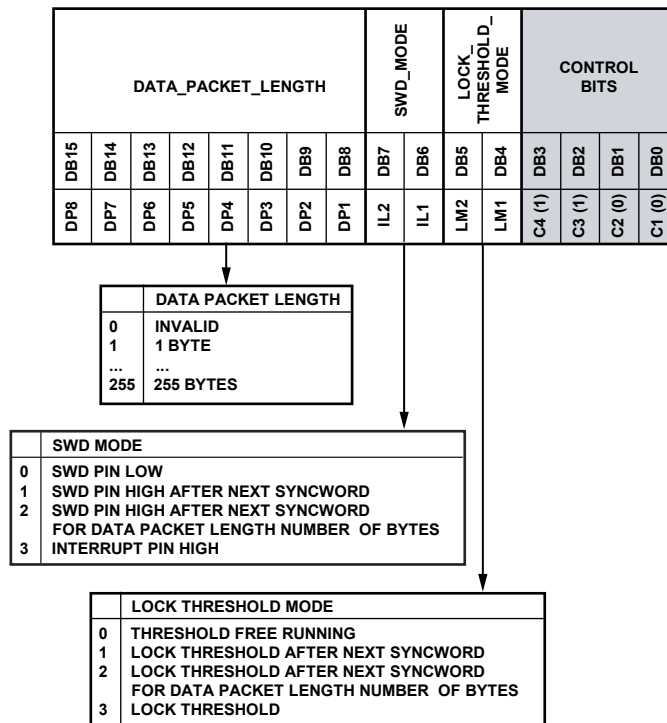 DATA_PACKET_LENGTH
SWD_MODE
LOCK_
THRESHOLD_
MODE
CONTROL
BITS
DB15 DB14 DB13 DB12 DB11 DB10 DB9 DB8 DB7 DB6 DB5 DB4 DB3 DB2 DB1 DB0
DP8 DP7 DP6 DP5 DP4 DP3 DP2 DP1 IL2 IL1 LM2 LM1 C4 (1) C3 (1) C2 (0) C1 (0)
DATA PACKET LENGTH
0 INVALID
1 1 BYTE
... ...
255 255 BYTES
SWD MODE
0 SWD PIN LOW
1 SWD PIN HIGH AFTER NEXT SYNCWORD
2 SWD PIN HIGH AFTER NEXT SYNCWORD
FOR DATA PACKET LENGTH NUMBER OF BYTES
3 INTERRUPT PIN HIGH
LOCK THRESHOLD MODE
0 THRESHOLD FREE RUNNING
1 LOCK THRESHOLD AFTER NEXT SYNCWORD
2 LOCK THRESHOLD AFTER NEXT SYNCWORD
FOR DATA PACKET LENGTH NUMBER OF BYTES
3 LOCK THRESHOLD